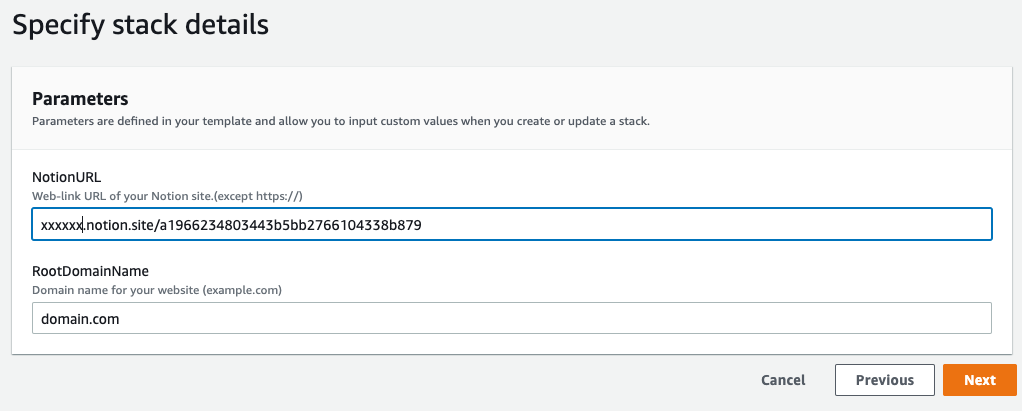 Specify stack details
Parameters
Parameters are defined in your template and allow you to input custom values when you create or update a stack.
NotionURL
Web-link URL of your Notion site.(except https://)
xxxxxx.notion.site/a1966234803443b5bb2766104338b879
RootDomainName
Domain name for your website (example.com)
domain.com
Cancel Previous Next